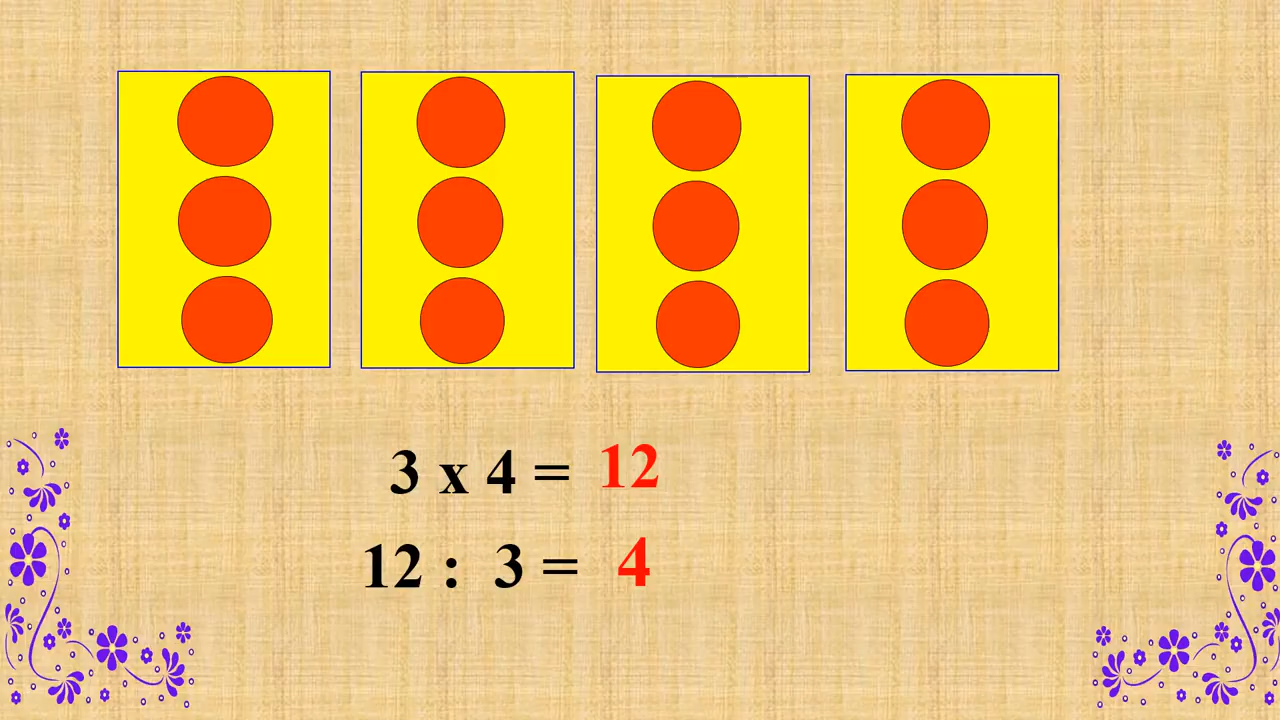 3 x 4 = 12
12 : 3 = 4